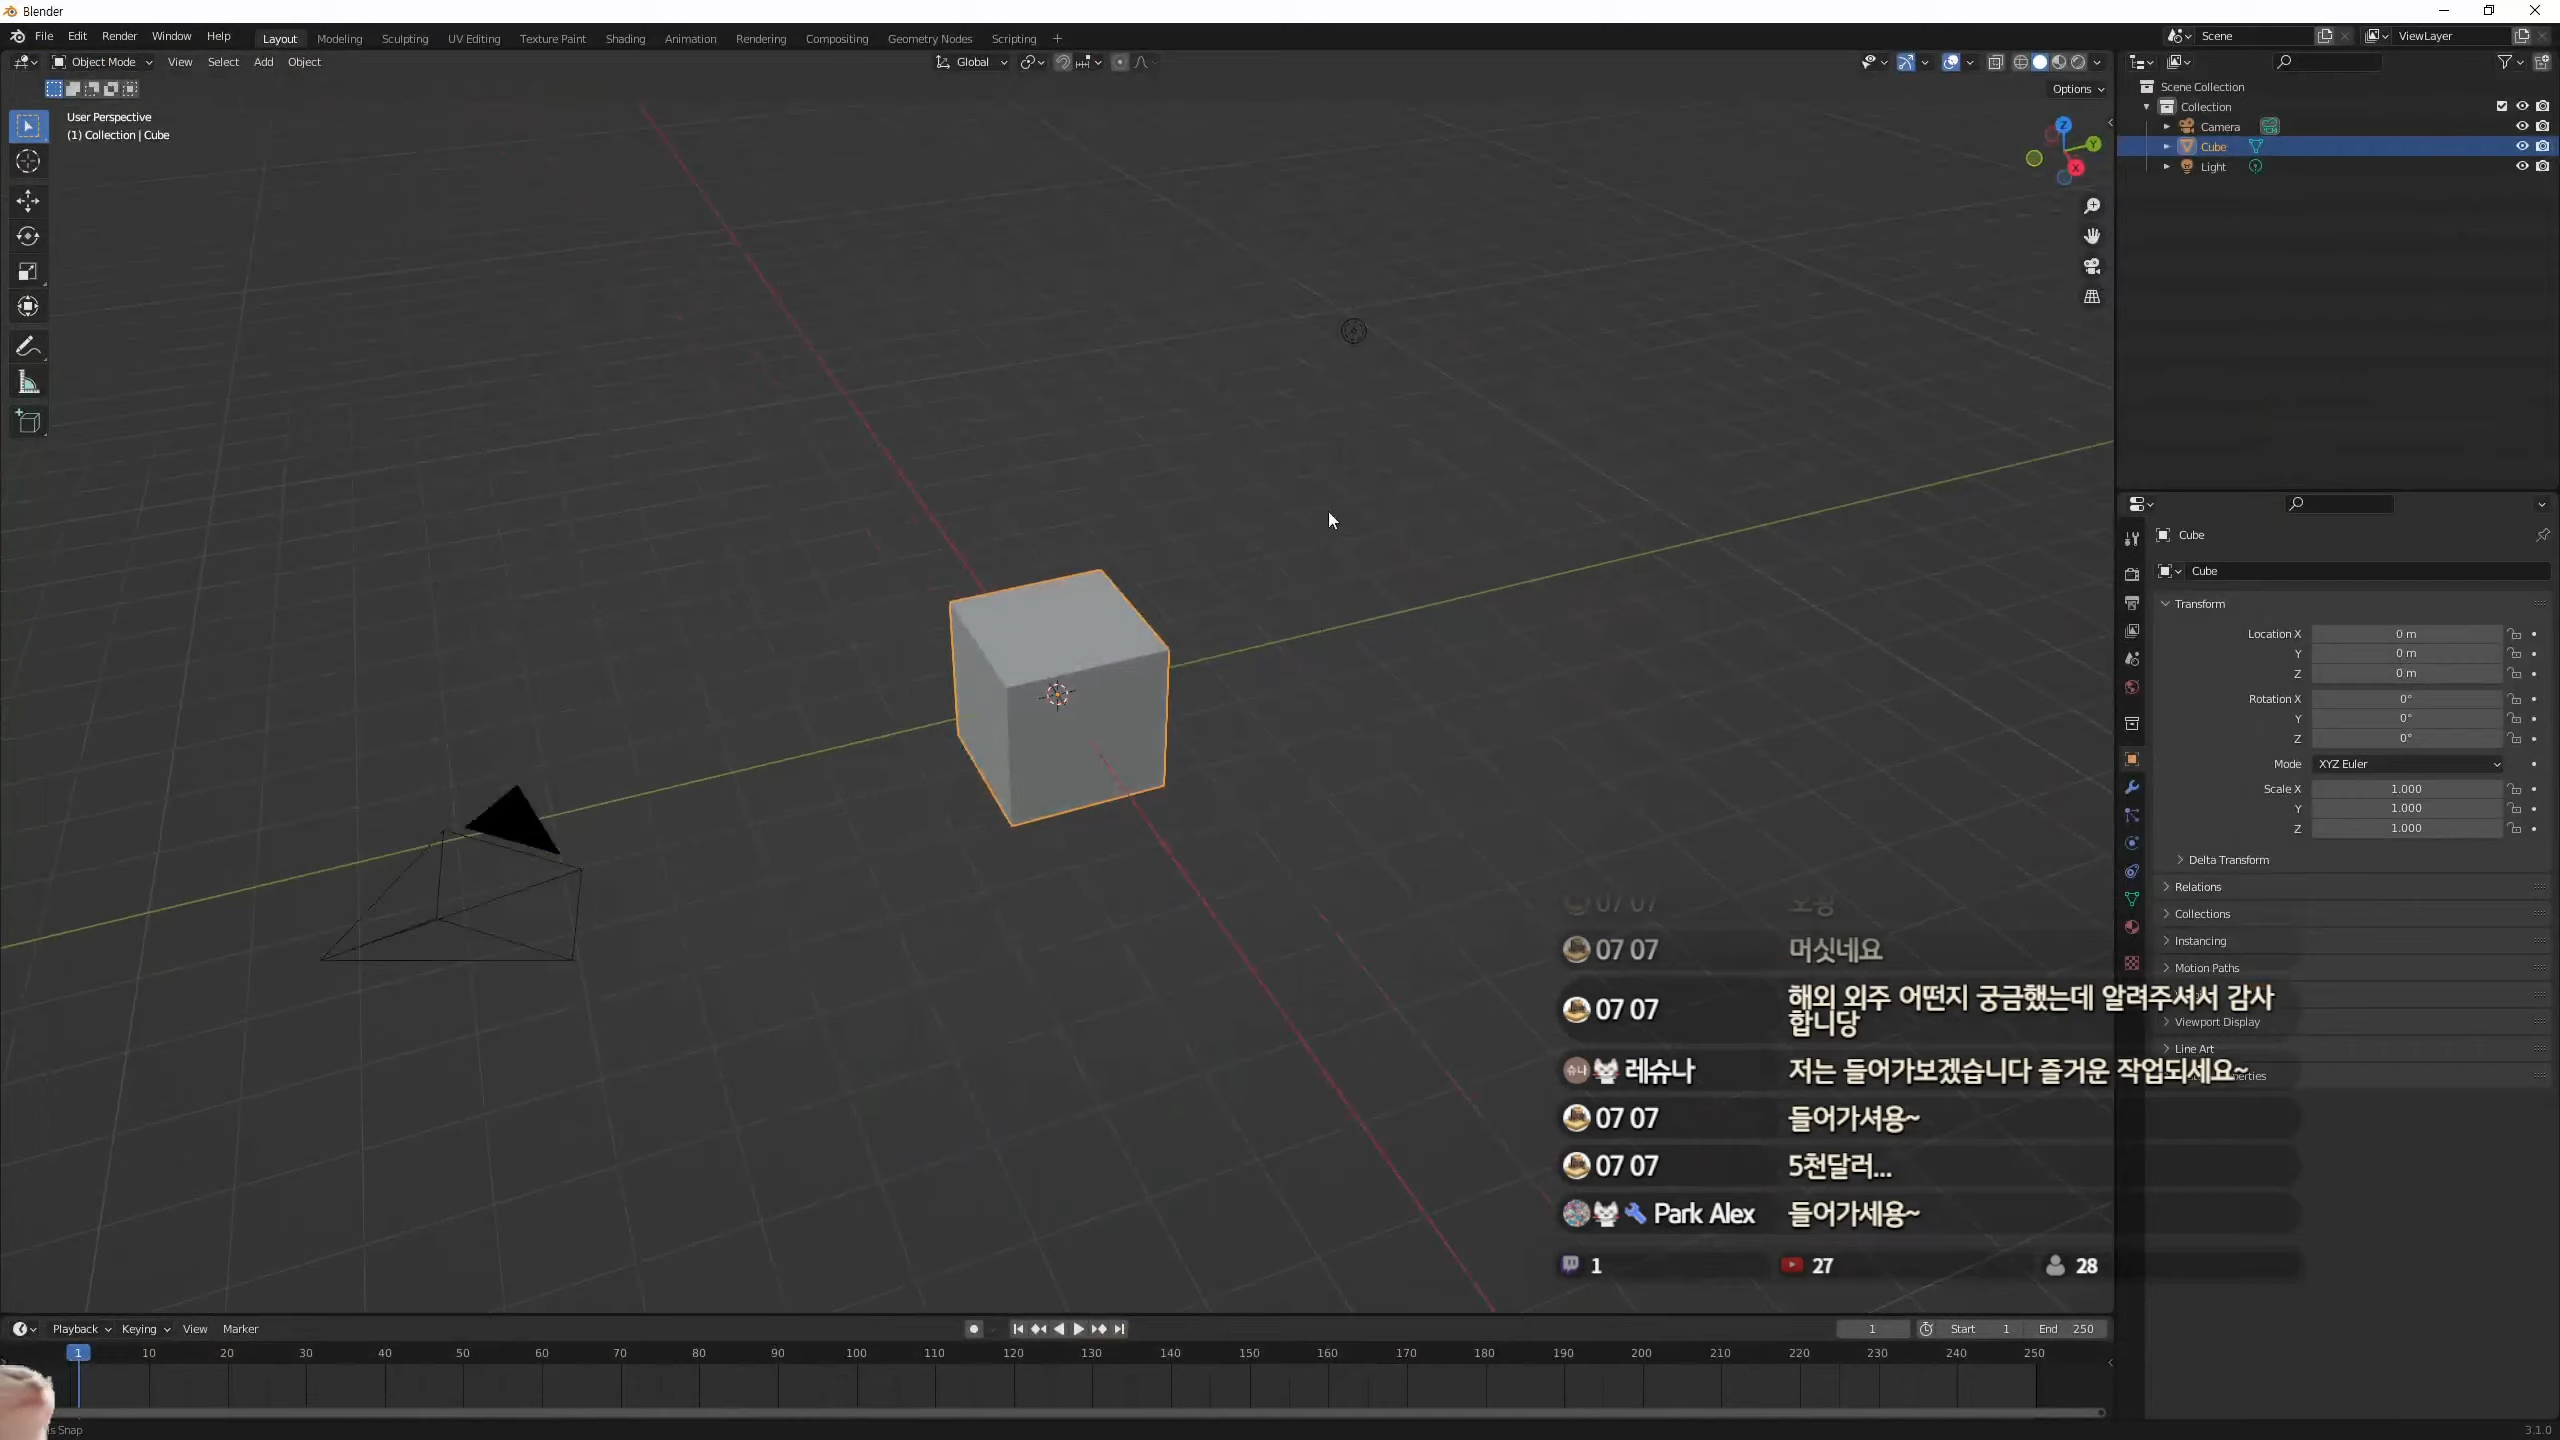 Blender
File Edit Render Window Help
Layout Modeling Sculpting UV Editing Texture Paint Shading Animation Rendering Compositing Geometry Nodes Scripting +
Scene
ViewLayer
Object Mode View Select Add Object
Global
Options
User Perspective
(1) Collection | Cube
Z
Y
X
Scene Collection
Collection
Camera
Cube
Light
Cube
Cube
Transform
Location X 0 m
Y 0 m
Z 0 m
Rotation X 0°
Y 0°
Z 0°
Mode XYZ Euler
Scale X 1.000
Y 1.000
Z 1.000
Delta Transform
Relations
Collections
Instancing
Motion Paths
Viewport Display
Line Art
07 07
07 07 머싯네요
07 07 해외 외주 어떤지 궁금했는데 알려주셔서 감사
합니당
슈나 레슈나 저는 들어가보겠습니다 즐거운 작업되세요~
07 07 들어가셔용~
07 07 5천달러...
Park Alex 들어가세용~
1 27 28
Playback Keying View Marker
1 Start 1 End 250
1 10 20 30 40 50 60 70 80 90 100 110 120 130 140 150 160 170 180 190 200 210 220 230 240 250
Snap
3.1.0